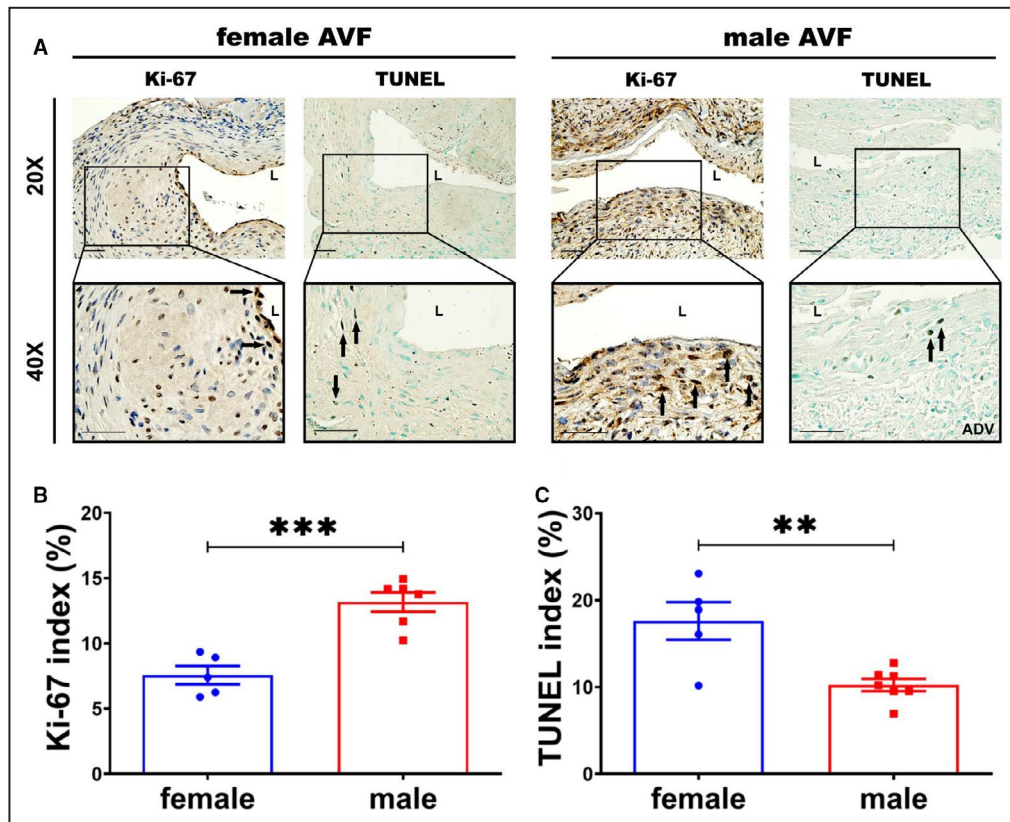 A
female AVF
male AVF
Ki-67
TUNEL
Ki-67
TUNEL
20X
L
L
L
L
40X
L
L
L
L
ADV
B
C
Ki-67 index (%)
20
15
10
5
0
***
female
male
TUNEL index (%)
30
20
10
0
**
female
male